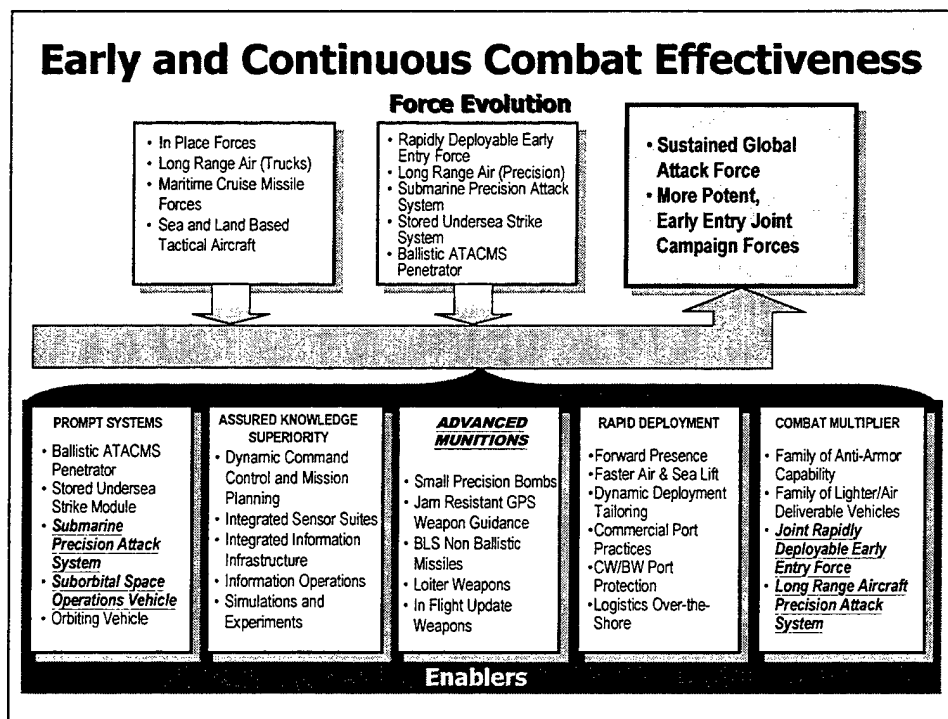 Early and Continuous Combat Effectiveness
Force Evolution
• In Place Forces
• Long Range Air (Trucks)
• Maritime Cruise Missile
Forces
• Sea and Land Based
Tactical Aircraft
• Rapidly Deployable Early
Entry Force
• Long Range Air (Precision)
• Submarine Precision Attack
System
• Stored Undersea Strike
System
• Ballistic ATACMS
Penetrator
• Sustained Global
Attack Force
• More Potent,
Early Entry Joint
Campaign Forces
PROMPT SYSTEMS
• Ballistic ATACMS
Penetrator
• Stored Undersea
Strike Module
• Submarine
Precision Attack
System
• Suborbital Space
Operations Vehicle
• Orbiting Vehicle
ASSURED KNOWLEDGE
SUPERIORITY
• Dynamic Command
Control and Mission
Planning
• Integrated Sensor Suites
• Integrated Information
Infrastructure
• Information Operations
• Simulations and
Experiments
ADVANCED
MUNITIONS
• Small Precision Bombs
• Jam Resistant GPS
Weapon Guidance
• BLS Non Ballistic
Missiles
• Loiter Weapons
• In Flight Update
Weapons
RAPID DEPLOYMENT
• Forward Presence
• Faster Air & Sea Lift
• Dynamic Deployment
Tailoring
• Commercial Port
Practices
• CW/BW Port
Protection
• Logistics Over-the-
Shore
COMBAT MULTIPLIER
• Family of Anti-Armor
Capability
• Family of Lighter/Air
Deliverable Vehicles
• Joint Rapidly
Deployable Early
Entry Force
• Long Range Aircraft
Precision Attack
System
Enablers